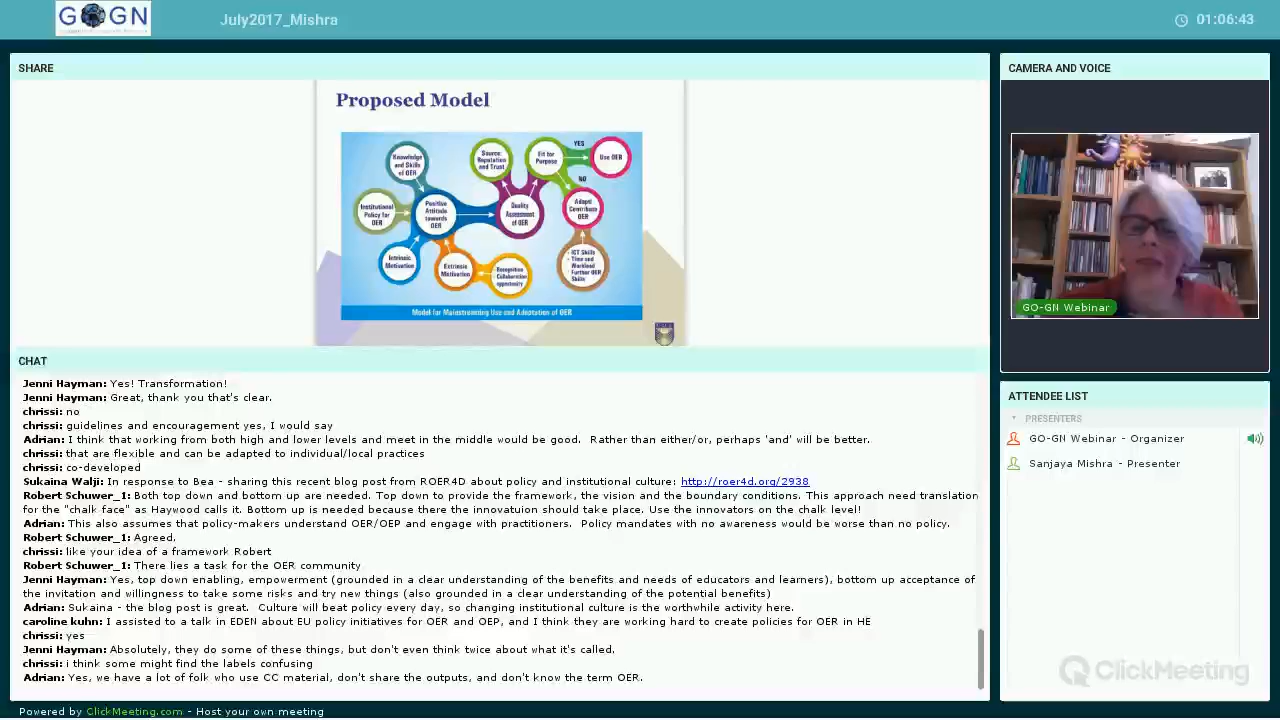 GO-GN
July2017_Mishra
01:06:43
SHARE
Proposed Model
Knowledge
and Skills
of OER
Source:
Reputation
and Trust
Fit for
Purpose
YES
Use OER
NO
Institutional
Policy for
OER
Positive
Attitude
towards
OER
Quality
Assessment
of OER
Adapt/
Contribute
OER
Intrinsic
Motivation
Extrinsic
Motivation
Recognition
Collaboration
opportunity
ICT Skills
Time and
Workload
Further OER
Skills
Model for Mainstreaming Use and Adaptation of OER
CAMERA AND VOICE
GO-GN Webinar
CHAT
Jenni Hayman: Yes! Transformation!
Jenni Hayman: Great, thank you that's clear.
chrissi: no
chrissi: guidelines and encouragement yes, I would say
Adrian: I think that working from both high and lower levels and meet in the middle would be good.  Rather than either/or, perhaps 'and' will be better.
chrissi: that are flexible and can be adapted to individual/local practices
chrissi: co-developed
Sukaina Walji: In response to Bea - sharing this recent blog post from ROER4D about policy and institutional culture: http://roer4d.org/2938
Robert Schuwer_1: Both top down and bottom up are needed. Top down to provide the framework, the vision and the boundary conditions. This approach need translation
for the "chalk face" as Haywood calls it. Bottom up is needed because there the innovatuion should take place. Use the innovators on the chalk level!
Adrian: This also assumes that policy-makers understand OER/OEP and engage with practitioners.  Policy mandates with no awareness would be worse than no policy.
Robert Schuwer_1: Agreed.
chrissi: like your idea of a framework Robert
Robert Schuwer_1: There lies a task for the OER community
Jenni Hayman: Yes, top down enabling, empowerment (grounded in a clear understanding of the benefits and needs of educators and learners), bottom up acceptance of
the invitation and willingness to take some risks and try new things (also grounded in a clear understanding of the potential benefits)
Adrian: Sukaina - the blog post is great.  Culture will beat policy every day, so changing institutional culture is the worthwhile activity here.
caroline kuhn: I assisted to a talk in EDEN about EU policy initiatives for OER and OEP, and I think they are working hard to create policies for OER in HE
chrissi: yes
Jenni Hayman: Absolutely, they do some of these things, but don't even think twice about what it's called.
chrissi: i think some might find the labels confusing
Adrian: Yes, we have a lot of folk who use CC material, don't share the outputs, and don't know the term OER.
ATTENDEE LIST
PRESENTERS
GO-GN Webinar - Organizer
Sanjaya Mishra - Presenter
ClickMeeting
Powered by ClickMeeting.com - Host your own meeting